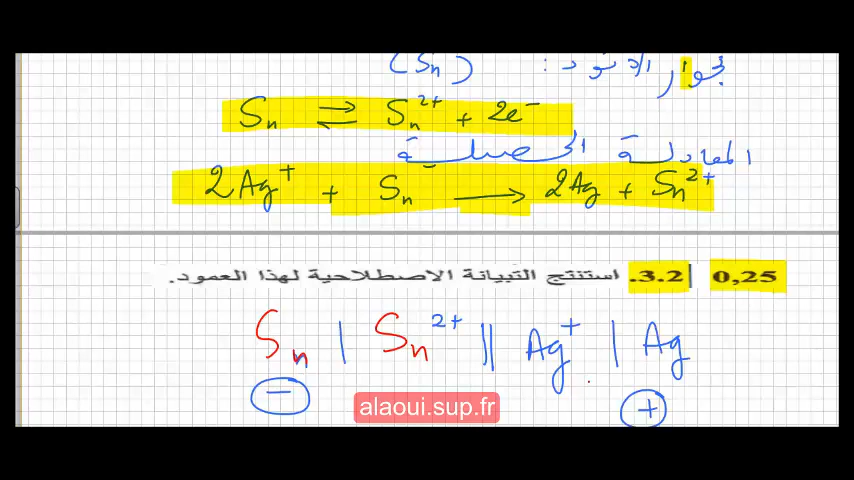 بجوار الأنود : (Sn)
Sn ⇄ Sn²⁺ + 2e⁻
المعادلة الحصيلة
2Ag⁺ + Sn → 2Ag + Sn²⁺
0,25 3.2. استنتج التبيانة الاصطلاحية لهذا العمود.
Sn | Sn²⁺ || Ag⁺ | Ag
− +
alaoui.sup.fr